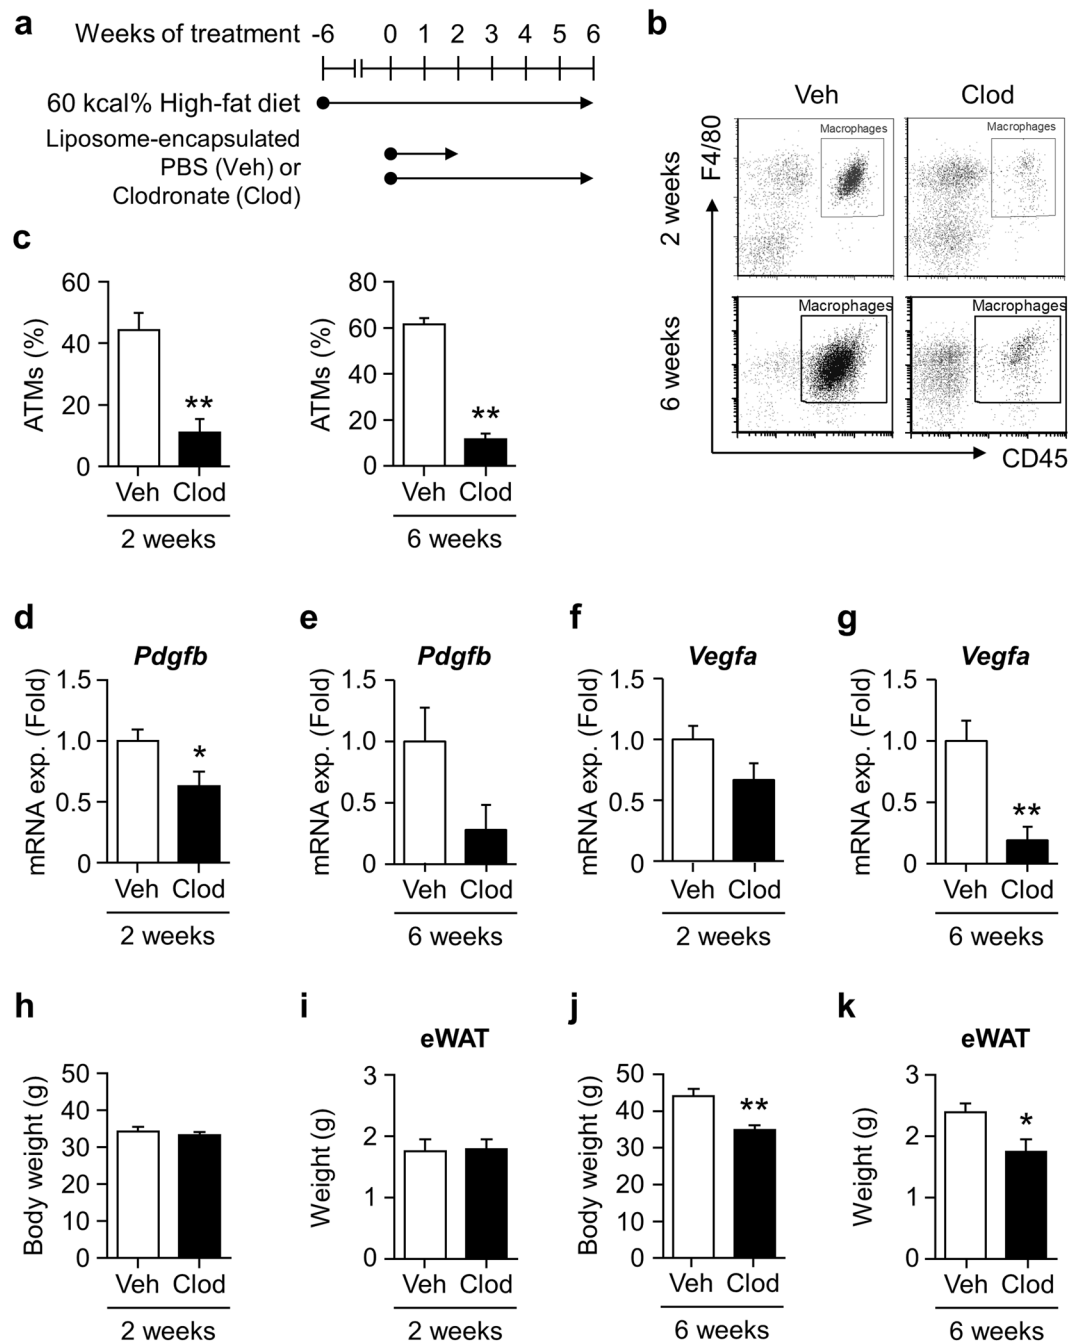 a
Weeks of treatment -6 0 1 2 3 4 5 6
60 kcal% High-fat diet
Liposome-encapsulated
PBS (Veh) or
Clodronate (Clod)
b
Veh Clod
F4/80
2 weeks
Macrophages Macrophages
6 weeks
Macrophages Macrophages
CD45
c
ATMs (%)
60
40
20
0
**
Veh Clod
2 weeks
ATMs (%)
80
60
40
20
0
**
Veh Clod
6 weeks
d
Pdgfb
mRNA exp. (Fold)
1.5
1.0
0.5
0
*
Veh Clod
2 weeks
e
Pdgfb
mRNA exp. (Fold)
1.5
1.0
0.5
0
Veh Clod
6 weeks
f
Vegfa
mRNA exp. (Fold)
1.5
1.0
0.5
0
Veh Clod
2 weeks
g
Vegfa
mRNA exp. (Fold)
1.5
1.0
0.5
0
**
Veh Clod
6 weeks
h
Body weight (g)
50
40
30
20
10
0
Veh Clod
2 weeks
i
eWAT
Weight (g)
3
2
1
0
Veh Clod
2 weeks
j
Body weight (g)
50
40
30
20
10
0
**
Veh Clod
6 weeks
k
eWAT
Weight (g)
3
2
1
0
*
Veh Clod
6 weeks